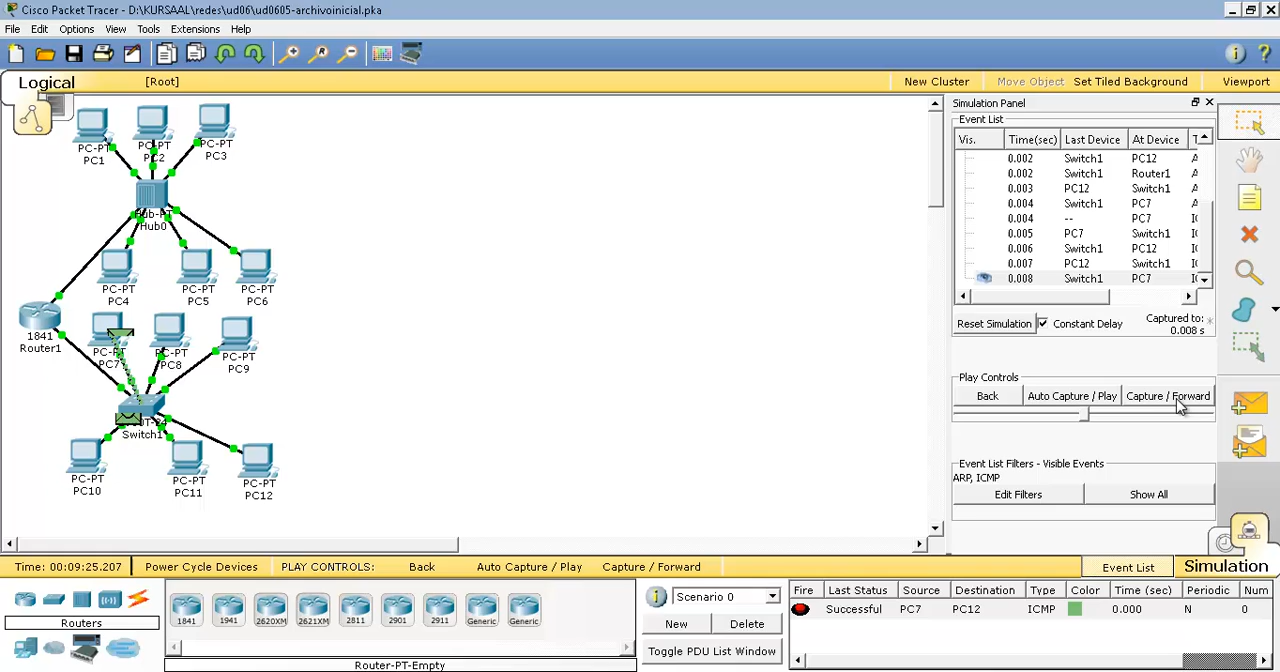 Cisco Packet Tracer - D:\KURSAAL\redes\ud06\ud0605-archivoinicial.pka
File Edit Options View Tools Extensions Help
Logical [Root] New Cluster Move Object Set Tiled Background Viewport
PC-PT
PC1
PC-PT
PC2
PC-PT
PC3
Hub-PT
Hub0
PC-PT
PC4
PC-PT
PC5
PC-PT
PC6
1841
Router1
PC-PT
PC7
PC-PT
PC8
PC-PT
PC9
Switch1
PC-PT
PC10
PC-PT
PC11
PC-PT
PC12
Simulation Panel
Event List
Vis. Time(sec) Last Device At Device
0.002 Switch1 PC12
0.002 Switch1 Router1
0.003 PC12 Switch1
0.004 Switch1 PC7
0.004 -- PC7
0.005 PC7 Switch1
0.006 Switch1 PC12
0.007 PC12 Switch1
0.008 Switch1 PC7
Reset Simulation Constant Delay Captured to: *
0.008 s
Play Controls
Back Auto Capture / Play Capture / Forward
Event List Filters - Visible Events
ARP, ICMP
Edit Filters Show All
Time: 00:09:25.207 Power Cycle Devices PLAY CONTROLS: Back Auto Capture / Play Capture / Forward Event List Simulation
Routers
1841 1941 2620XM 2621XM 2811 2901 2911 Generic Generic
Router-PT-Empty
Scenario 0
New Delete
Toggle PDU List Window
Fire Last Status Source Destination Type Color Time (sec) Periodic Num
Successful PC7 PC12 ICMP 0.000 N 0